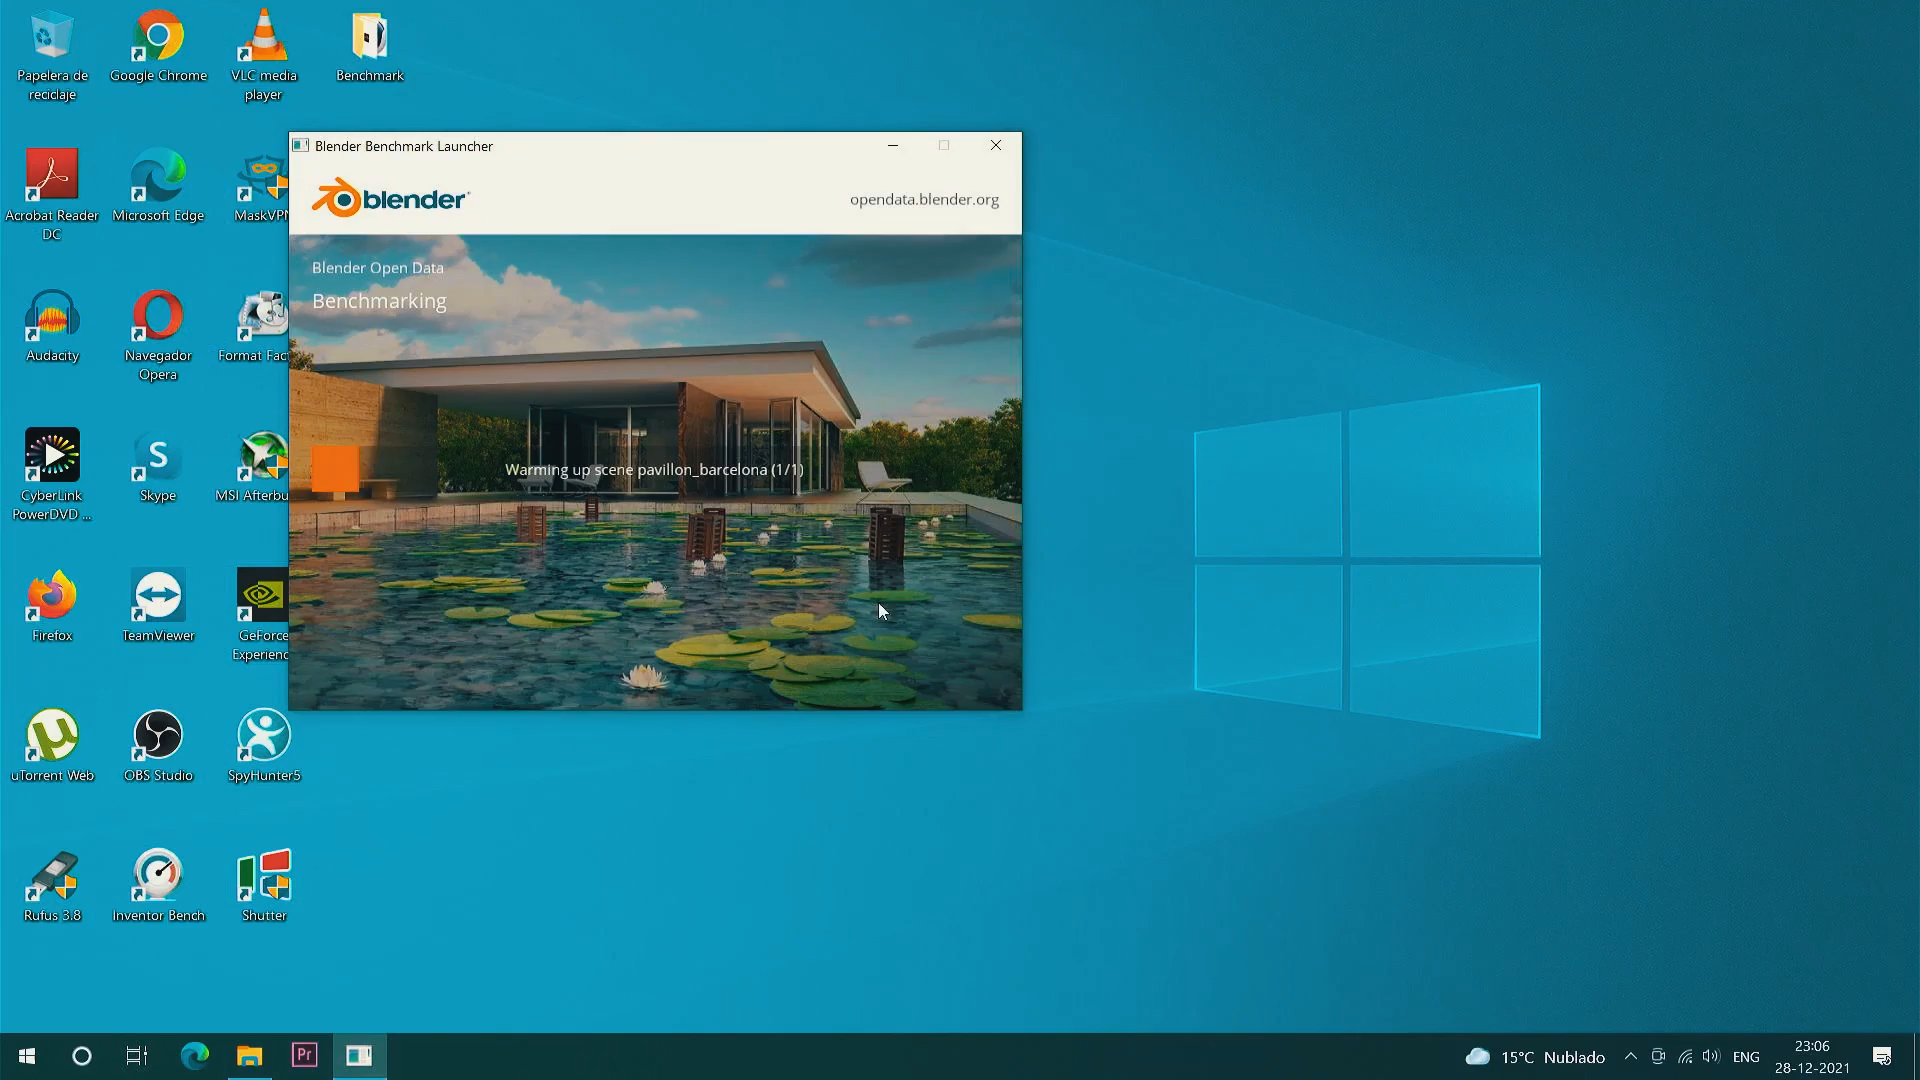 Papelera de
reciclaje
Google Chrome
VLC media
player
Benchmark
Acrobat Reader
DC
Microsoft Edge
MaskVPN
Audacity
Navegador
Opera
Format Fac
CyberLink
PowerDVD ...
S
Skype
MSI Afterbu
Firefox
TeamViewer
GeForce
Experienc
µ
uTorrent Web
OBS Studio
SpyHunter5
Rufus 3.8
Inventor Bench
Shutter
Blender Benchmark Launcher
blender
opendata.blender.org
Blender Open Data
Benchmarking
Warming up scene pavillon_barcelona (1/1)
Pr
15°C Nublado
ENG
23:06
28-12-2021